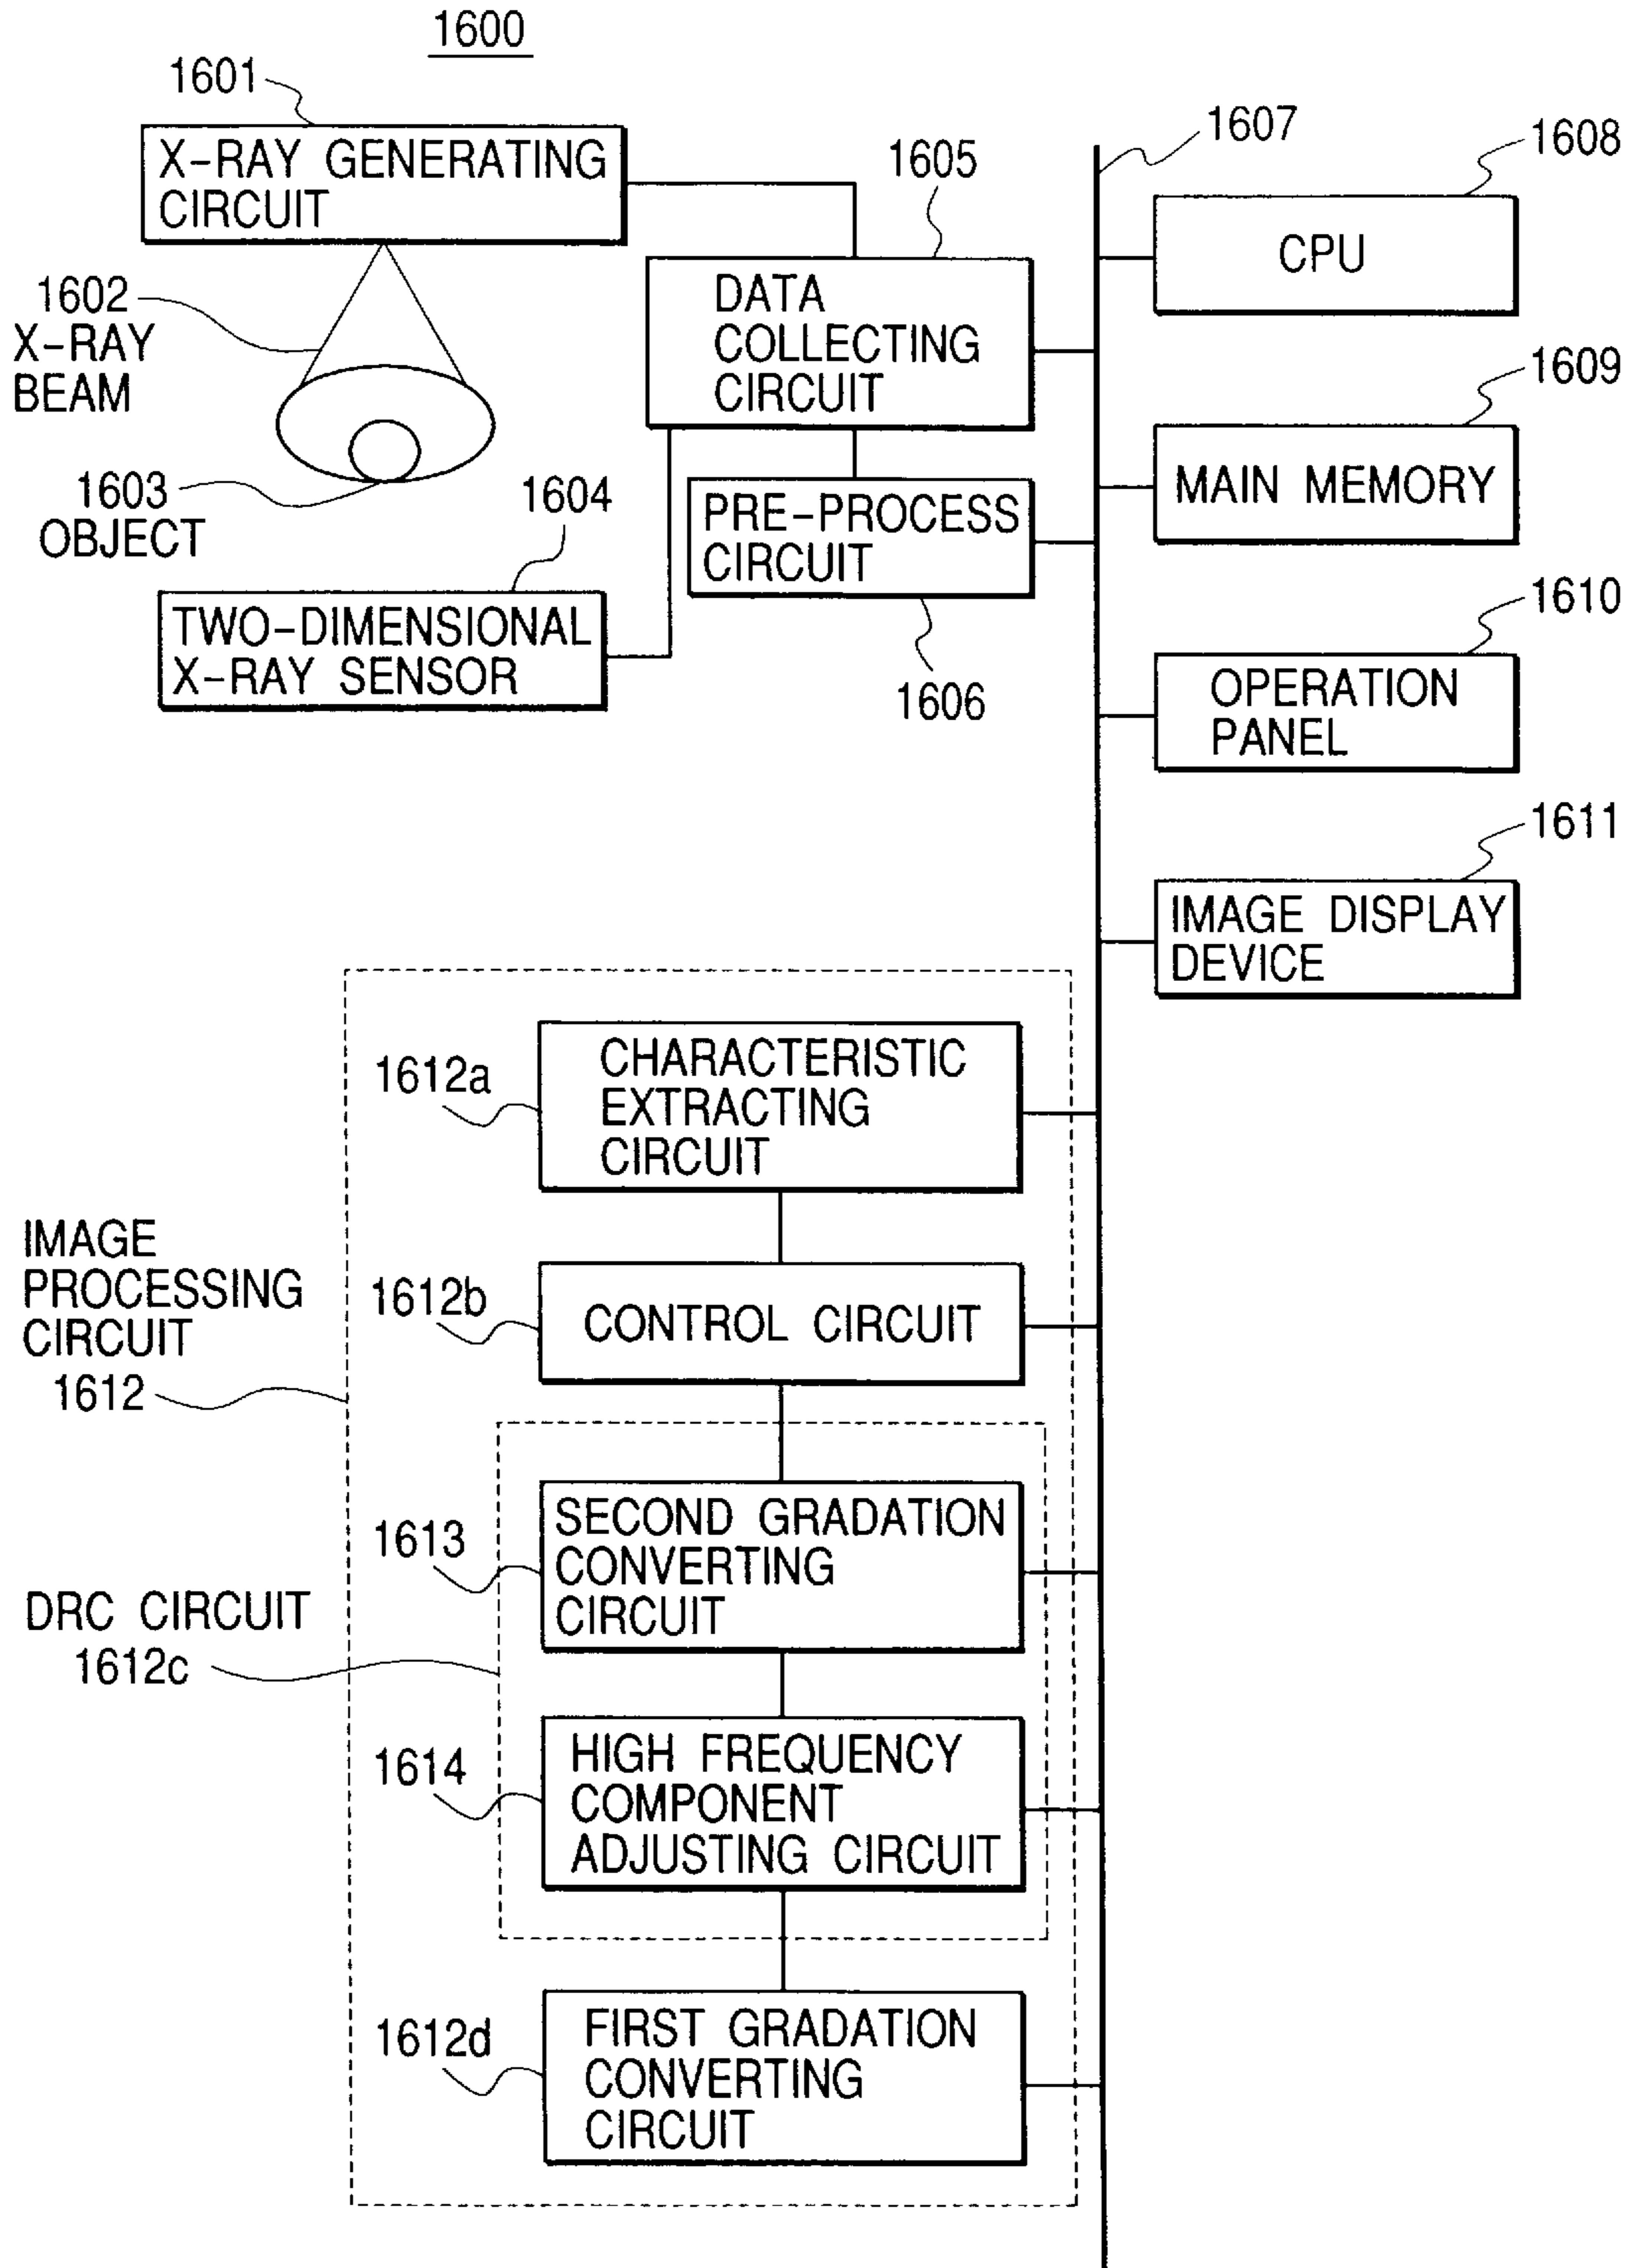 1600
1601
X-RAY GENERATING
CIRCUIT
1602
X-RAY
BEAM
1603
OBJECT
1604
TWO-DIMENSIONAL
X-RAY SENSOR
1605
DATA
COLLECTING
CIRCUIT
PRE-PROCESS
CIRCUIT
1606
1607
1608
CPU
1609
MAIN MEMORY
1610
OPERATION
PANEL
1611
IMAGE DISPLAY
DEVICE
IMAGE
PROCESSING
CIRCUIT
1612
1612a
CHARACTERISTIC
EXTRACTING
CIRCUIT
1612b
CONTROL CIRCUIT
DRC CIRCUIT
1612c
1613
SECOND GRADATION
CONVERTING
CIRCUIT
1614
HIGH FREQUENCY
COMPONENT
ADJUSTING CIRCUIT
1612d
FIRST GRADATION
CONVERTING
CIRCUIT